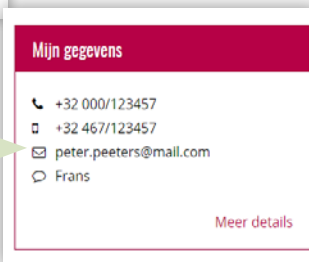 Mijn gegevens
+32 000/123457
+32 467/123457
peter.peeters@mail.com
Frans
Meer details